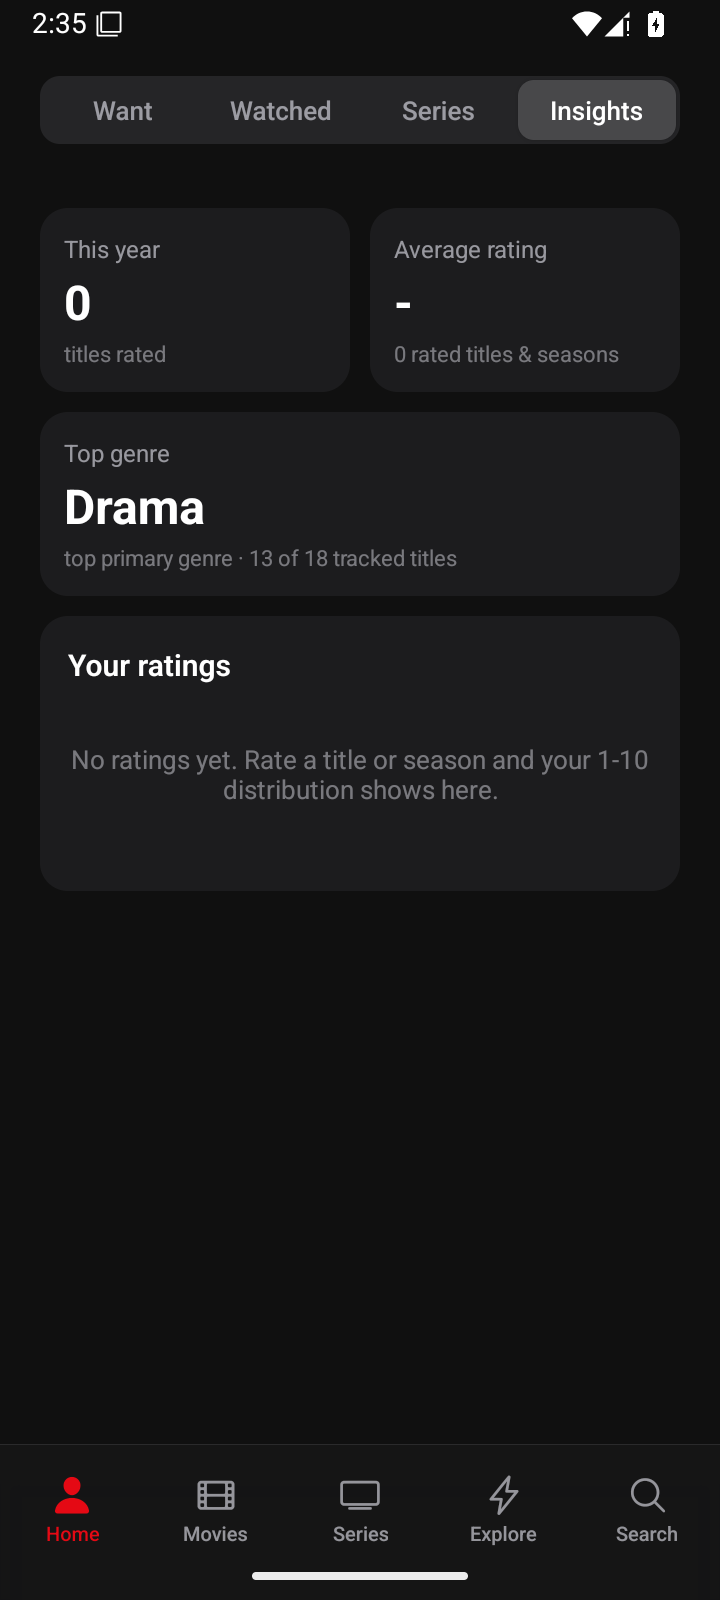 2:35
Want Watched Series Insights
This year
0
titles rated
Average rating
-
0 rated titles & seasons
Top genre
Drama
top primary genre · 13 of 18 tracked titles
Your ratings
No ratings yet. Rate a title or season and your 1-10
distribution shows here.
Home Movies Series Explore Search